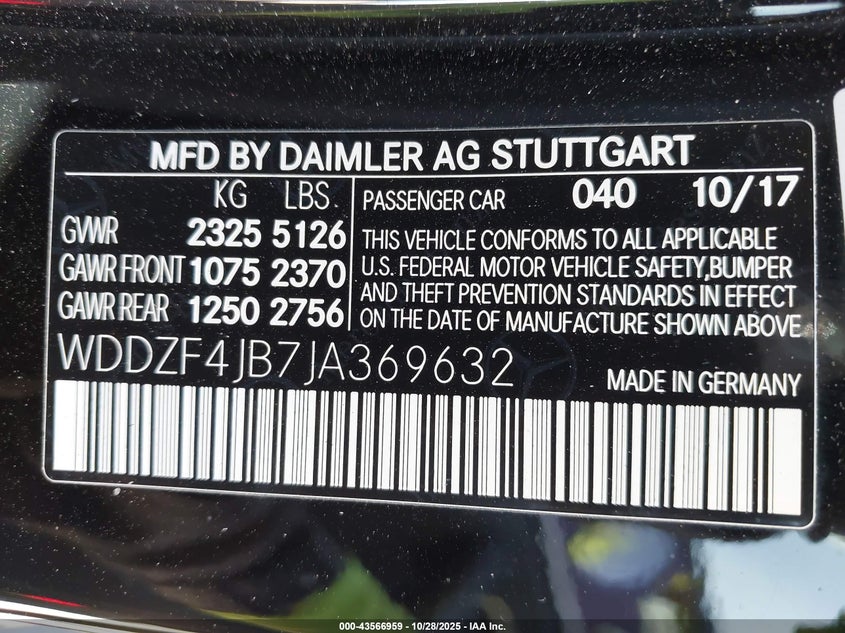 MFD BY DAIMLER AG STUTTGART
KG LBS.
GVWR 2325 5126
GAWR FRONT 1075 2370
GAWR REAR 1250 2756
PASSENGER CAR 040 10/17
THIS VEHICLE CONFORMS TO ALL APPLICABLE
U.S. FEDERAL MOTOR VEHICLE SAFETY,BUMPER
AND THEFT PREVENTION STANDARDS IN EFFECT
ON THE DATE OF MANUFACTURE SHOWN ABOVE
WDDZF4JB7JA369632
MADE IN GERMANY
000-43566959 - 10/28/2025 - IAA Inc.